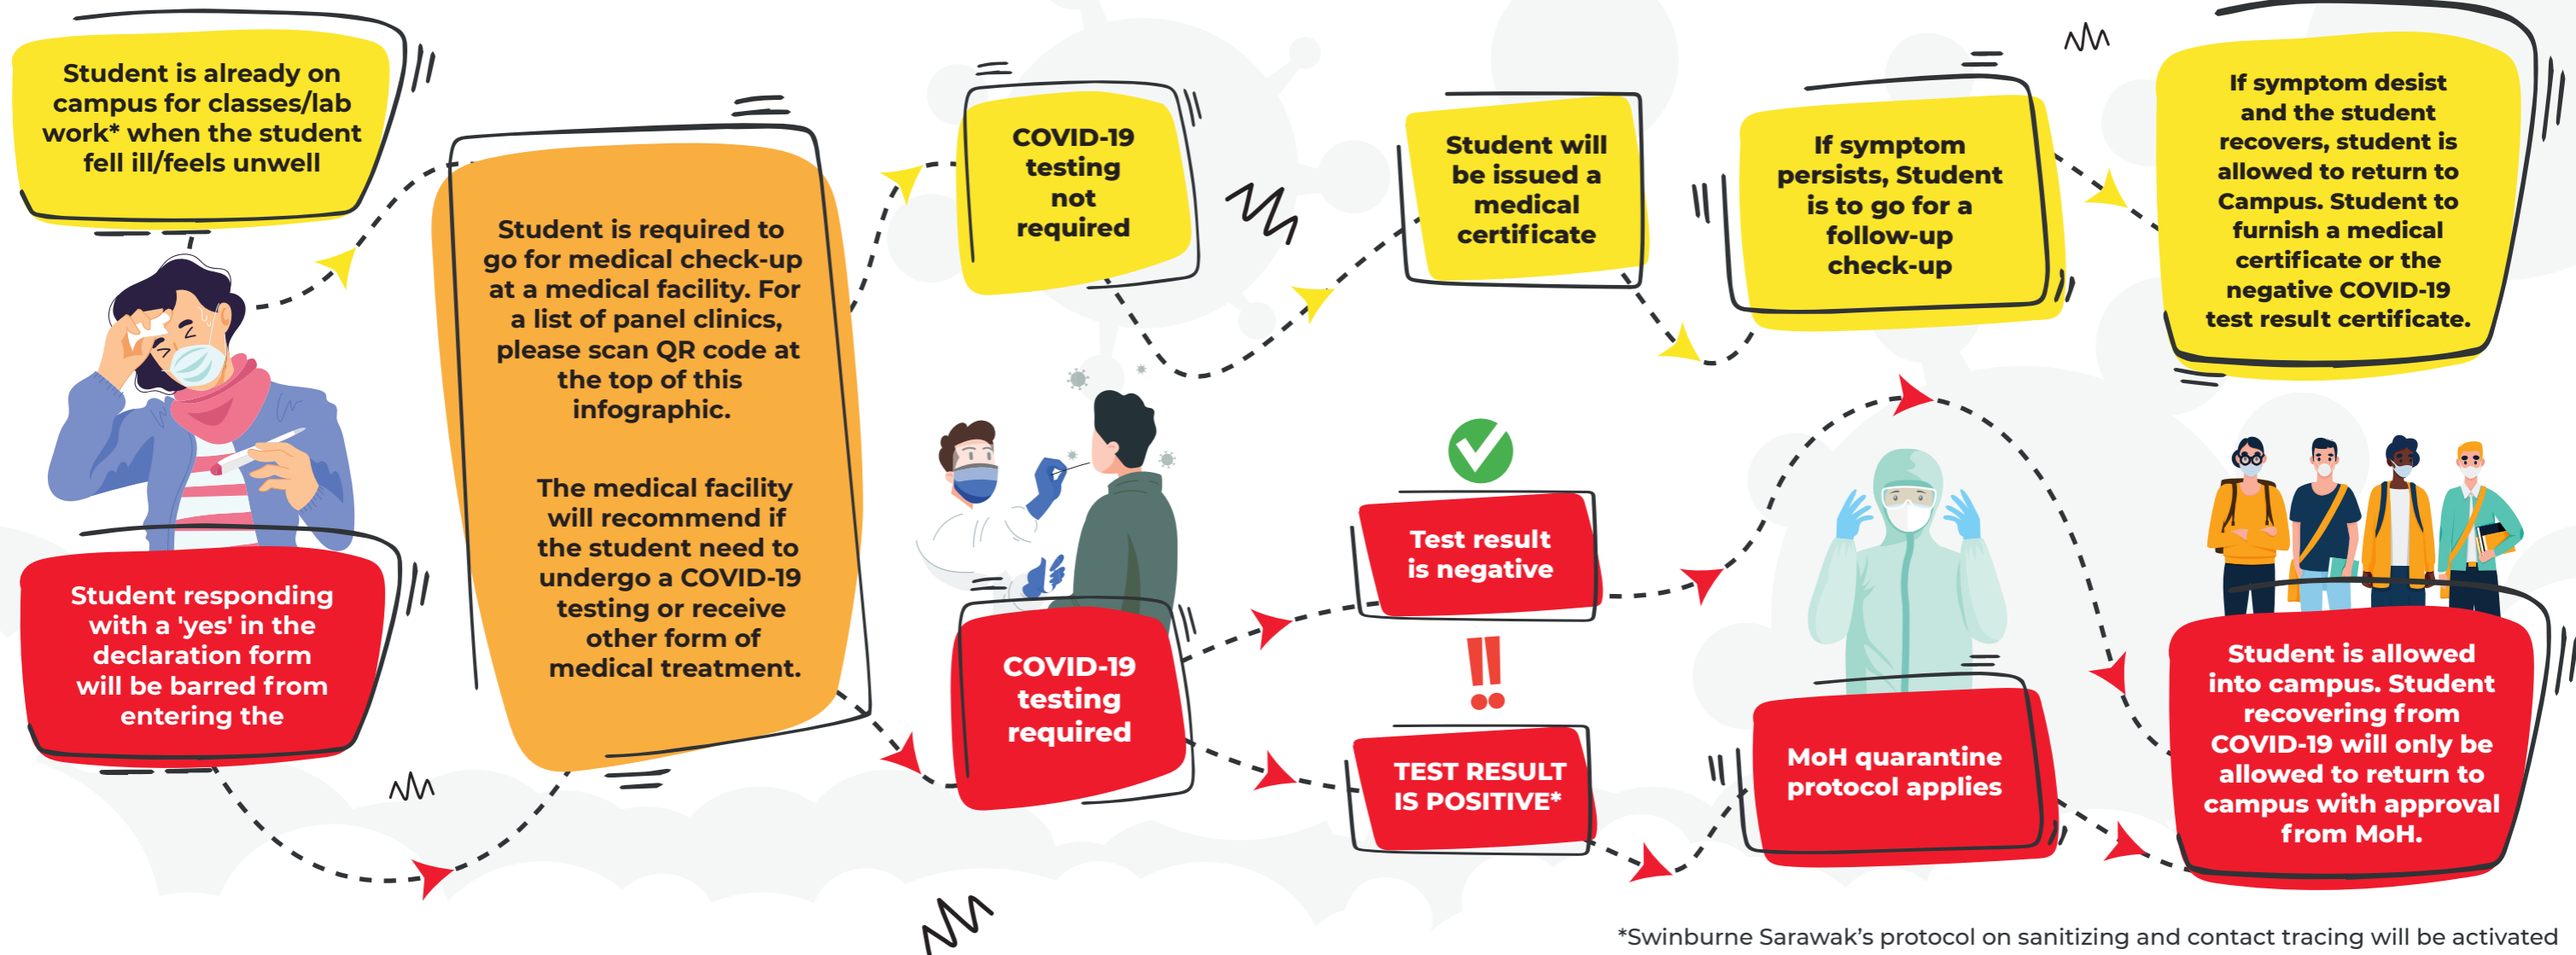 Student is already on
campus for classes/lab
work* when the student
fell ill/feels unwell
Student responding
with a 'yes' in the
declaration form
will be barred from
entering the
Student is required to
go for medical check-up
at a medical facility. For
a list of panel clinics,
please scan QR code at
the top of this
infographic.
The medical facility
will recommend if
the student need to
undergo a COVID-19
testing or receive
other form of
medical treatment.
COVID-19
testing
not
required
Student will
be issued a
medical
certificate
If symptom
persists, Student
is to go for a
follow-up
check-up
If symptom desist
and the student
recovers, student is
allowed to return to
Campus. Student to
furnish a medical
certificate or the
negative COVID-19
test result certificate.
COVID-19
testing
required
Test result
is negative
!!
TEST RESULT
IS POSITIVE*
MoH quarantine
protocol applies
Student is allowed
into campus. Student
recovering from
COVID-19 will only be
allowed to return to
campus with approval
from MoH.
*Swinburne Sarawak's protocol on sanitizing and contact tracing will be activated